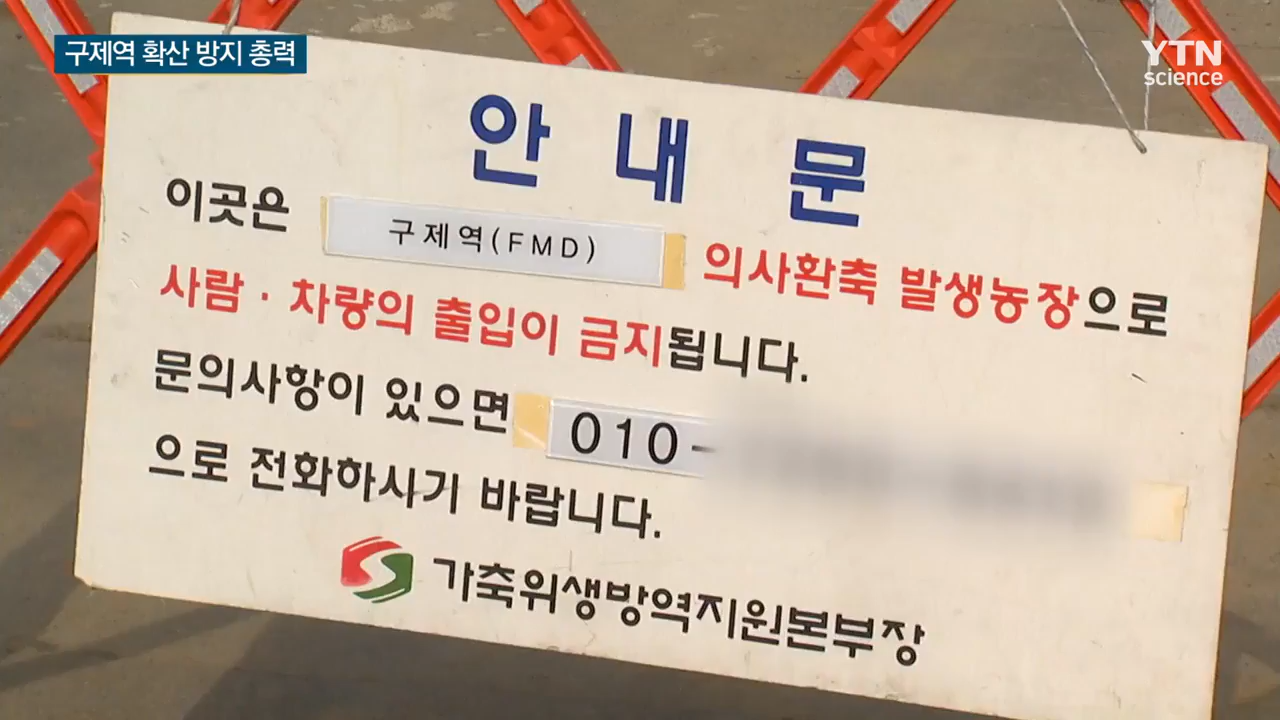 구제역 확산 방지 총력
YTN
science
안내문
이곳은 구제역(FMD) 의사환축 발생농장으로
사람·차량의 출입이 금지됩니다.
문의사항이 있으면 010-
으로 전화하시기 바랍니다.
가축위생방역지원본부장